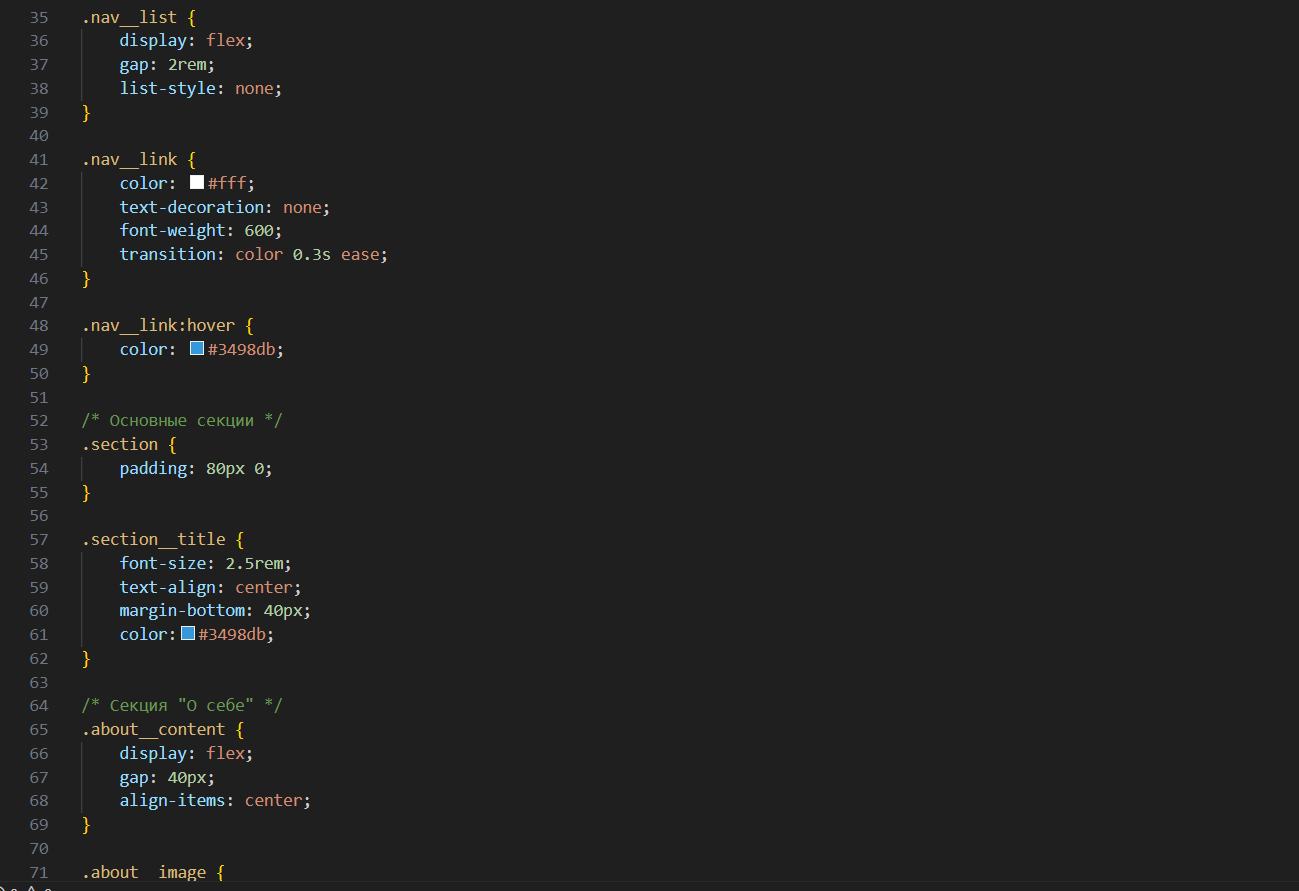 35 .nav__list {
36 display: flex;
37 gap: 2rem;
38 list-style: none;
39 }
40
41 .nav__link {
42 color: #fff;
43 text-decoration: none;
44 font-weight: 600;
45 transition: color 0.3s ease;
46 }
47
48 .nav__link:hover {
49 color: #3498db;
50 }
51
52 /* Основные секции */
53 .section {
54 padding: 80px 0;
55 }
56
57 .section__title {
58 font-size: 2.5rem;
59 text-align: center;
60 margin-bottom: 40px;
61 color: #3498db;
62 }
63
64 /* Секция "О себе" */
65 .about__content {
66 display: flex;
67 gap: 40px;
68 align-items: center;
69 }
70
71 .about__image {